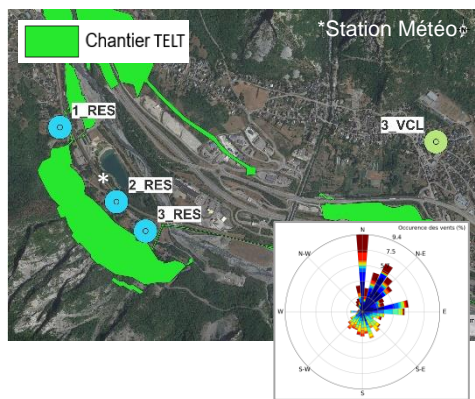 Chantier TELT
*Station Météo
1_RES
3_VCL
*
2_RES
3_RES
Occurence des vents (%)
N
9.4
7.5
N-W
N-E
W
E
S-W
S-E
S